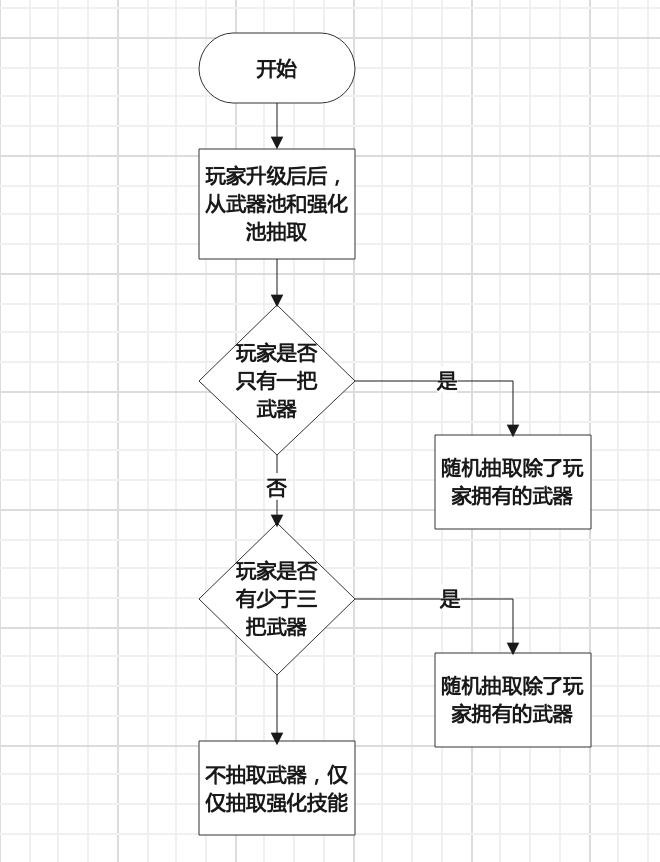 开始
玩家升级后后，
从武器池和强化
池抽取
玩家是否
只有一把
武器
是
随机抽取除了玩
家拥有的武器
否
玩家是否
有少于三
把武器
是
随机抽取除了玩
家拥有的武器
不抽取武器，仅
仅抽取强化技能